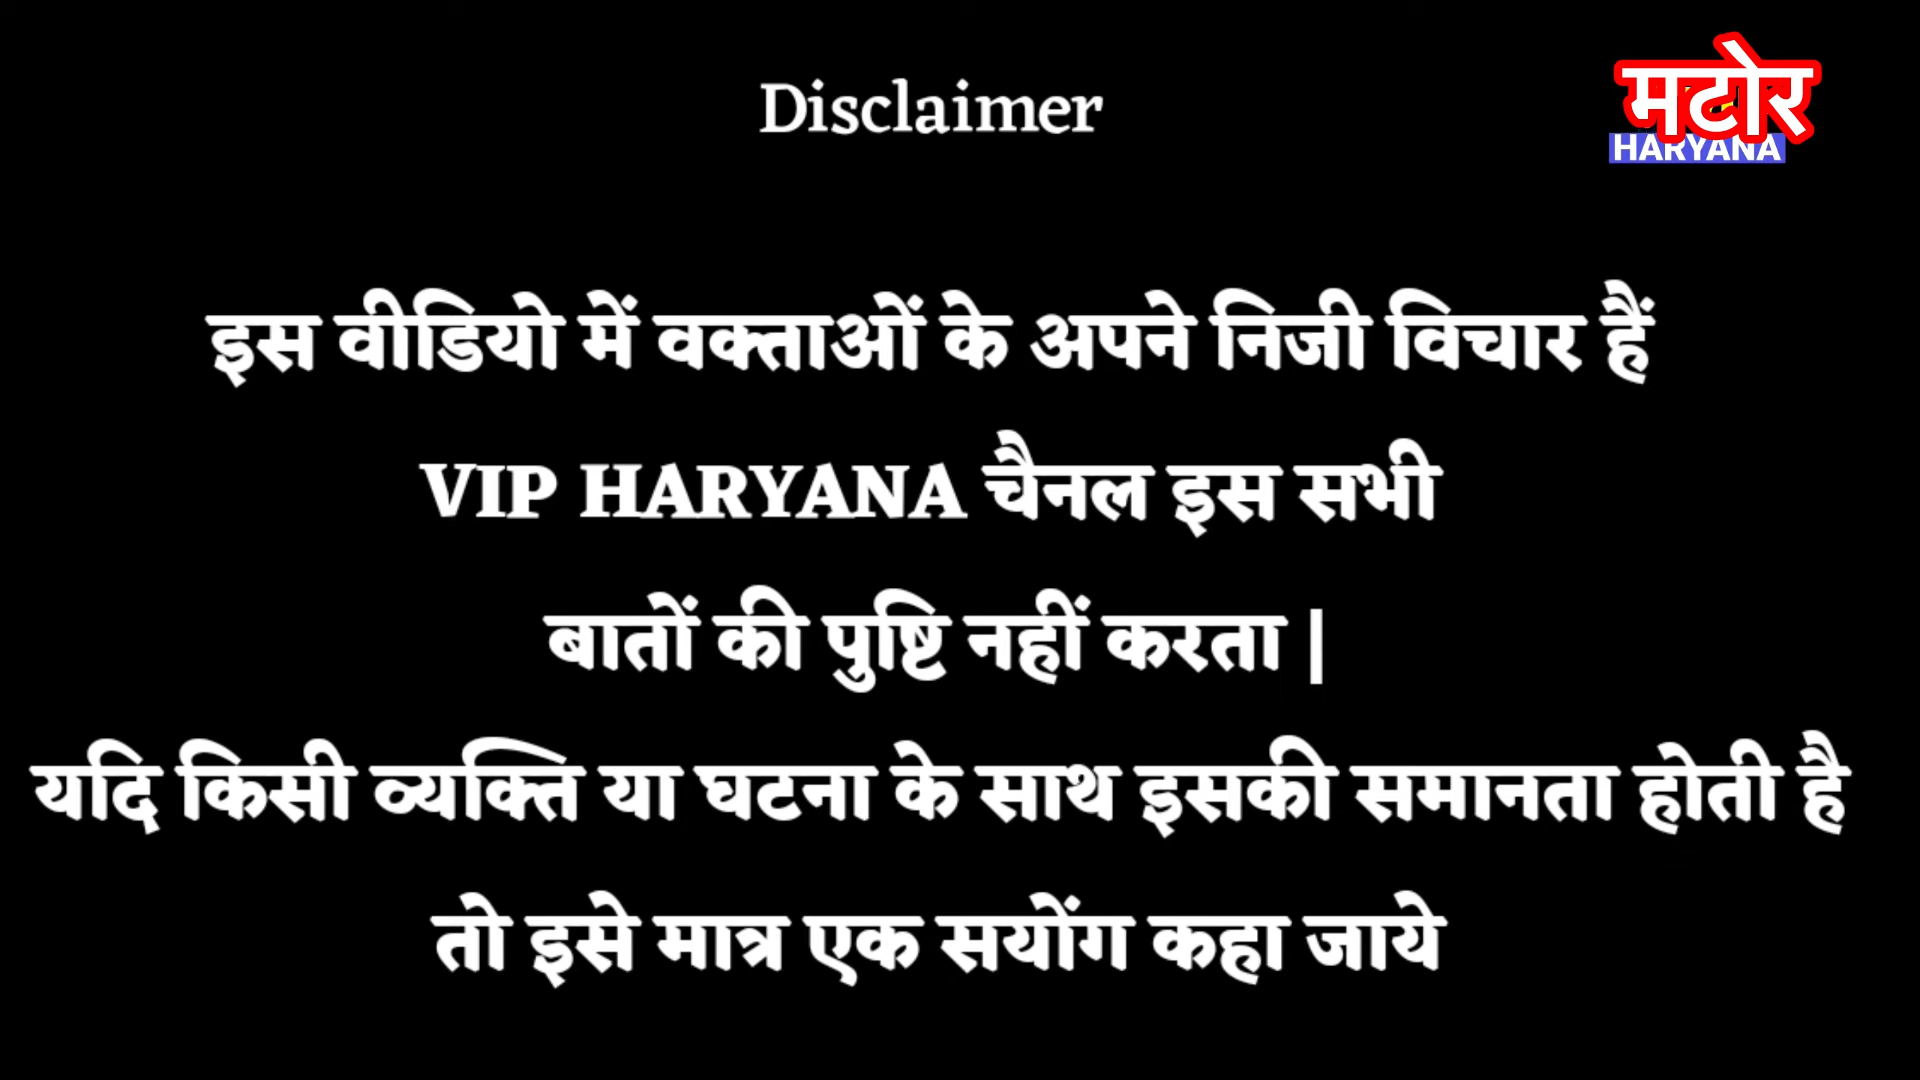 Disclaimer
मटोर
HARYANA
इस वीडियो में वक्ताओं के अपने निजी विचार हैं
VIP HARYANA चैनल इस सभी
बातों की पुष्टि नहीं करता |
यदि किसी व्यक्ति या घटना के साथ इसकी समानता होती है
तो इसे मात्र एक सयोंग कहा जाये